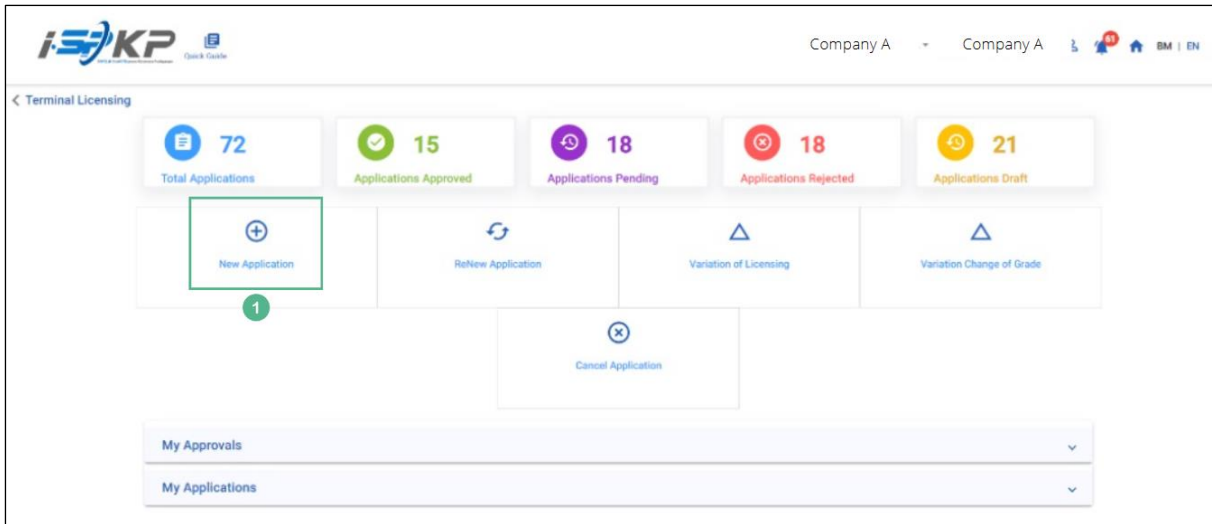 i-SPKP
Quick Guide
Company A
Company A
61
BM | EN
Terminal Licensing
72
Total Applications
15
Applications Approved
18
Applications Pending
18
Applications Rejected
21
Applications Draft
New Application
ReNew Application
Variation of Licensing
Variation Change of Grade
1
Cancel Application
My Approvals
My Applications